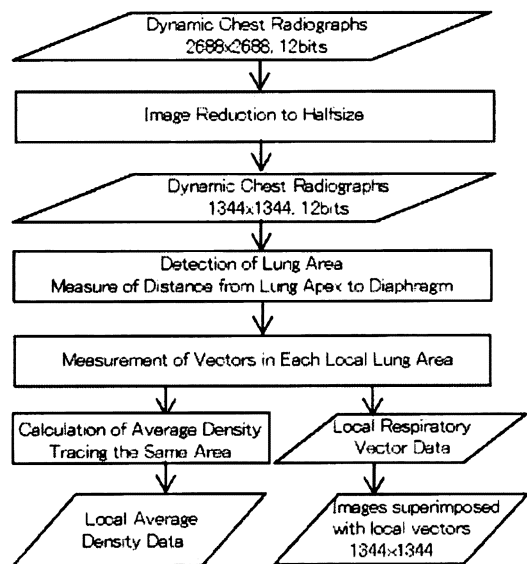 Dynamic Chest Radiographs
2688x2688, 12bits
Image Reduction to Halfsize
Dynamic Chest Radiographs
1344x1344, 12bits
Detection of Lung Area
Measure of Distance from Lung Apex to Diaphragm
Measurement of Vectors in Each Local Lung Area
Calculation of Average Density
Tracing the Same Area
Local Respiratory
Vector Data
Local Average
Density Data
Images superimposed
with local vectors
1344x1344